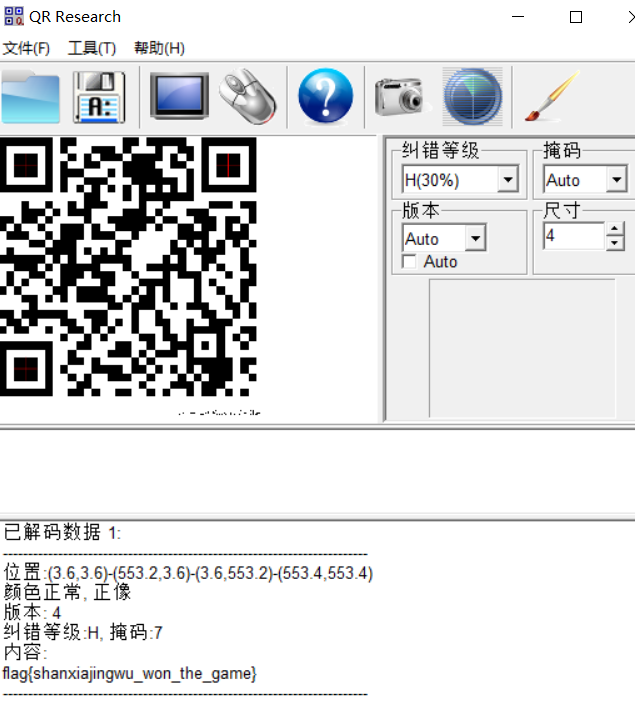 QR Research
文件(F) 工具(T) 帮助(H)
A:
?
纠错等级 掩码
H(30%) Auto
版本 尺寸
Auto 4
Auto
已解码数据 1:
----------------------------------------------------------------------
位置:(3.6,3.6)-(553.2,3.6)-(3.6,553.2)-(553.4,553.4)
颜色正常, 正像
版本: 4
纠错等级:H, 掩码:7
内容:
flag{shanxiajingwu_won_the_game}
----------------------------------------------------------------------